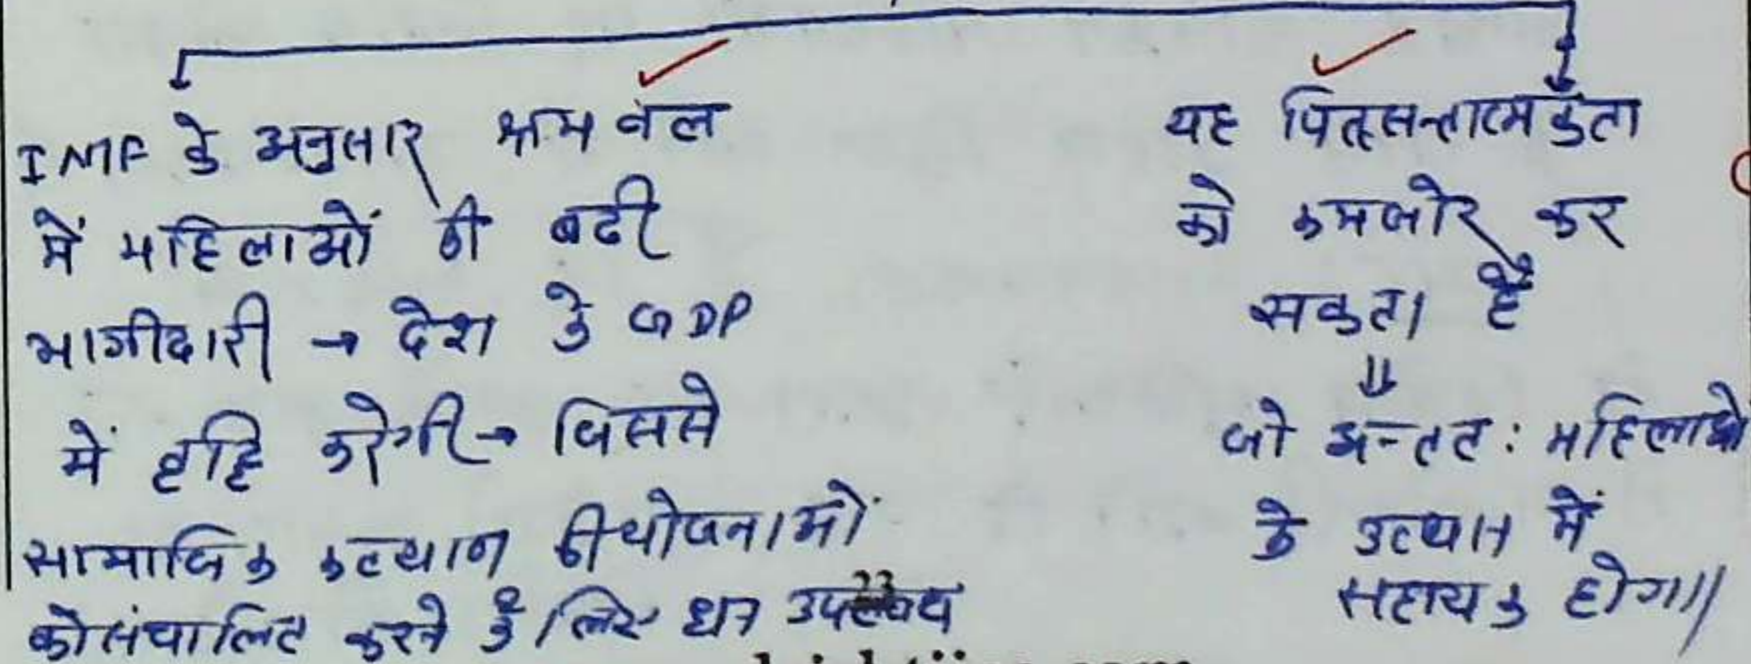 IMF के अनुसार श्रम बल
में महिलाओं की बढी
भागीदारी → देश के GDP
में वृद्धि करेगी → जिससे
सामाजिक कल्याण की योजनाओं
को संचालित करने के लिए धन उपलब्ध
यह पितृसत्तात्मकता
को कमजोर कर
सकता है
⇓
जो अन्ततः महिलाओं
के उत्थान में
सहायक होगा।